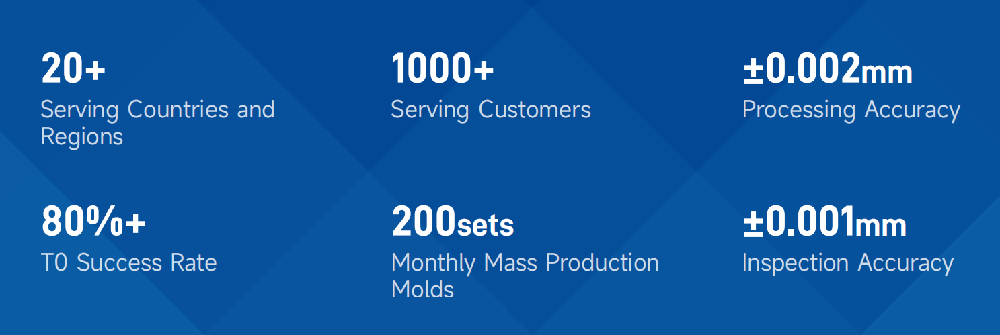 20+
Serving Countries and
Regions
1000+
Serving Customers
±0.002mm
Processing Accuracy
80%+
T0 Success Rate
200sets
Monthly Mass Production
Molds
±0.001mm
Inspection Accuracy